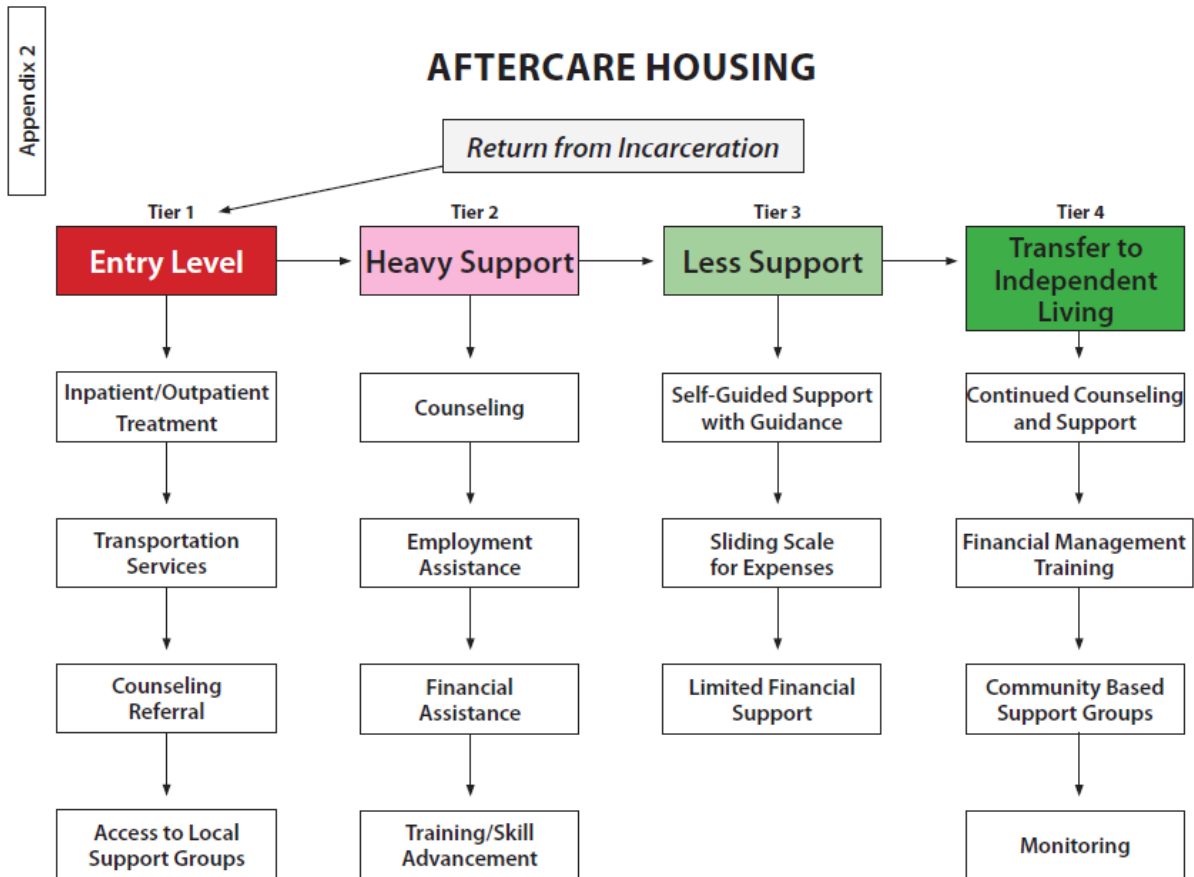 Appendix 2
AFTERCARE HOUSING
Return from Incarceration
Tier 1
Entry Level
Inpatient/Outpatient
Treatment
Transportation
Services
Counseling
Referral
Access to Local
Support Groups
Tier 2
Heavy Support
Counseling
Employment
Assistance
Financial
Assistance
Training/Skill
Advancement
Tier 3
Less Support
Self-Guided Support
with Guidance
Sliding Scale
for Expenses
Limited Financial
Support
Tier 4
Transfer to
Independent
Living
Continued Counseling
and Support
Financial Management
Training
Community Based
Support Groups
Monitoring